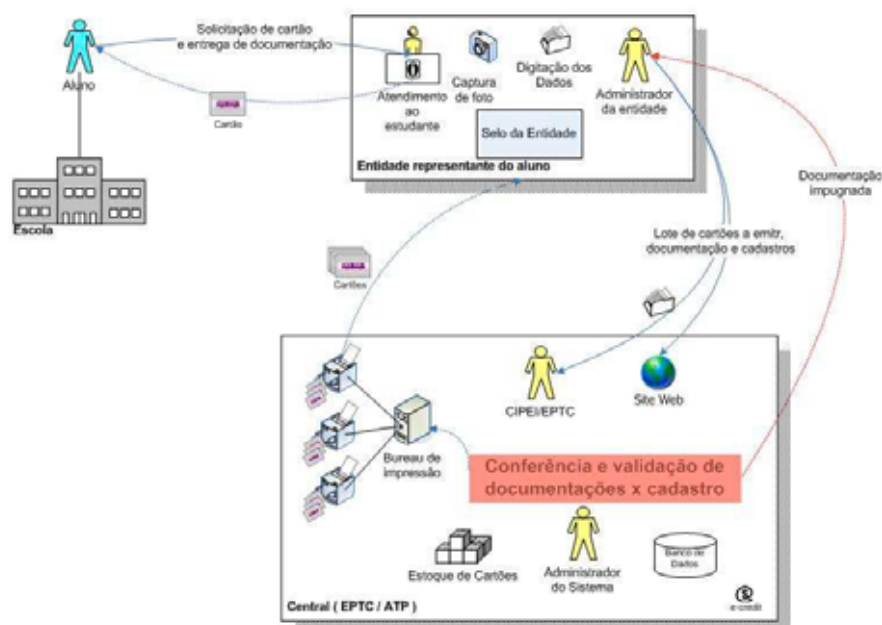 Solicitação de cartão
e entrega de documentação
Aluno
Cartão
Escola
Atendimento
ao
estudante
Captura
de foto
Digitação dos
Dados
Administrador
da entidade
Selo da Entidade
Entidade representante do aluno
Documentação
impugnada
Lote de cartões a emitr,
documentação e cadastros
Cartões
CIPEI/EPTC
Site Web
Bureau de
impressão
Conferência e validação de
documentações x cadastro
Estoque de Cartões
Administrador
do Sistema
Banco de
Dados
Central ( EPTC / ATP )
e-credit